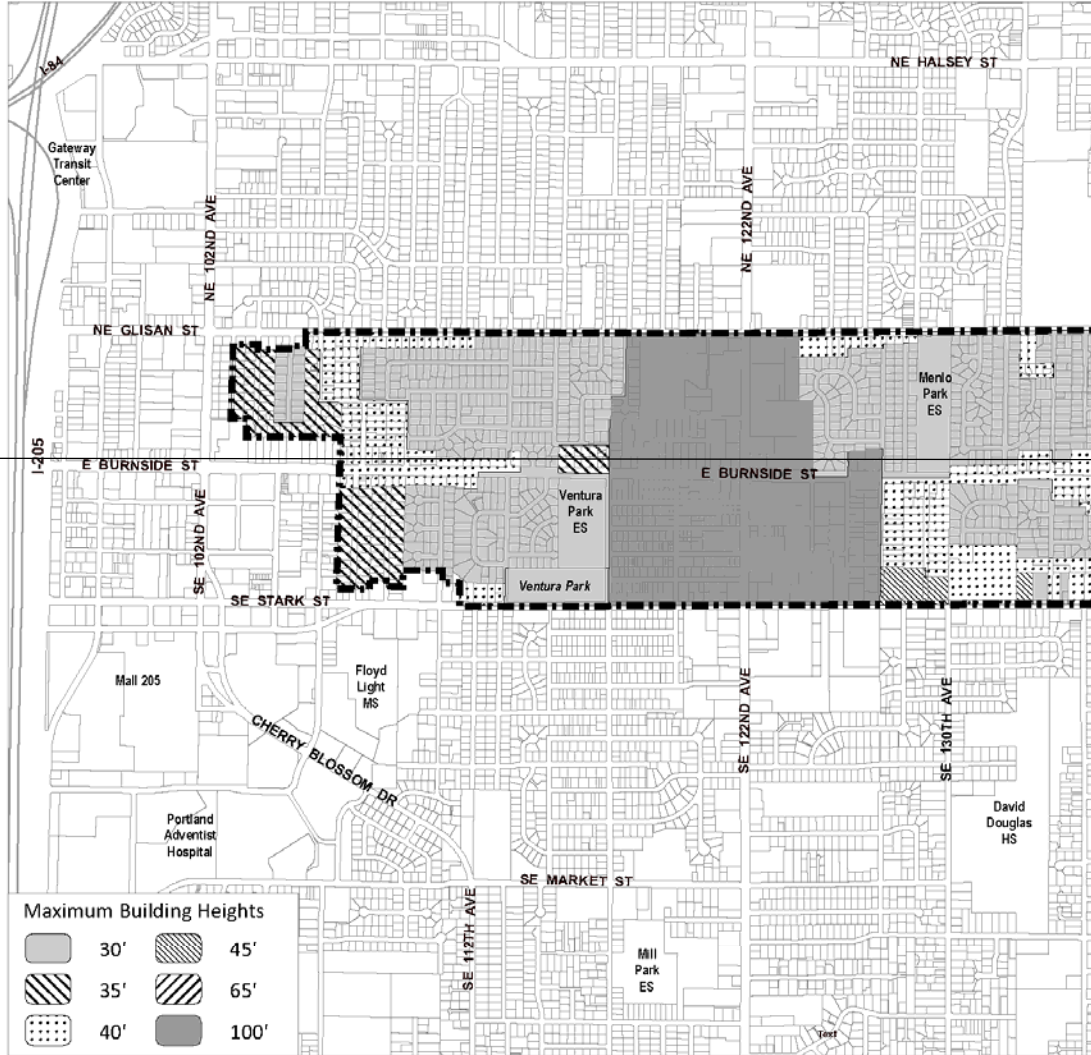 NE HALSEY ST
I-84
Gateway
Transit
Center
NE 102ND AVE
NE 122ND AVE
NE GLISAN ST
Menlo
Park
ES
I-205
E BURNSIDE ST
E BURNSIDE ST
SE 102ND AVE
Ventura
Park
ES
Ventura Park
SE STARK ST
Mall 205
Floyd
Light
MS
SE 122ND AVE
SE 130TH AVE
CHERRY BLOSSOM DR
Portland
Adventist
Hospital
David
Douglas
HS
SE MARKET ST
SE 112TH AVE
Mill
Park
ES
Text
Maximum Building Heights
30'
45'
35'
65'
40'
100'